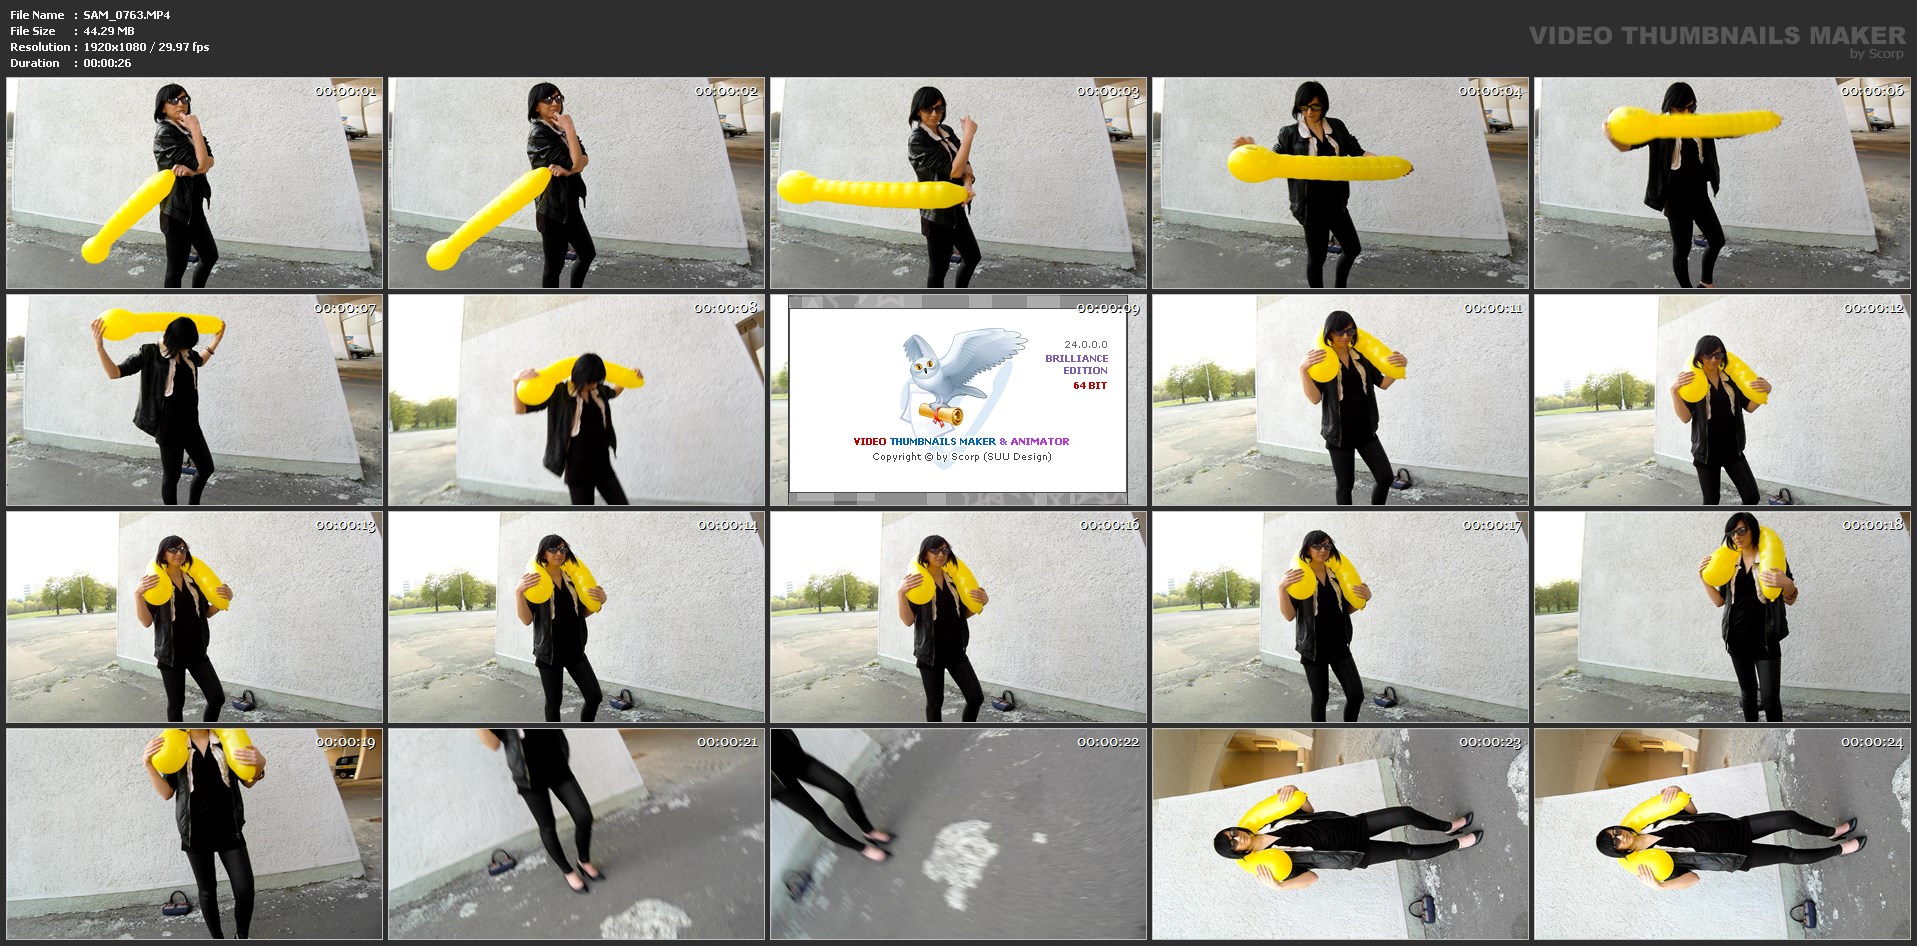 File Name : SAM_0763.MP4
File Size : 44.29 MB
Resolution : 1920x1080 / 29.97 fps
Duration : 00:00:26
VIDEO THUMBNAILS MAKER
by Scorp
00:00:01
00:00:02
00:00:03
00:00:04
00:00:06
00:00:07
00:00:08
00:00:09
24.0.0.0
BRILLIANCE
EDITION
64 BIT
VIDEO THUMBNAILS MAKER & ANIMATOR
Copyright © by Scorp (SUU Design)
00:00:11
00:00:12
00:00:13
00:00:14
00:00:16
00:00:17
00:00:18
00:00:19
00:00:21
00:00:22
00:00:23
00:00:24